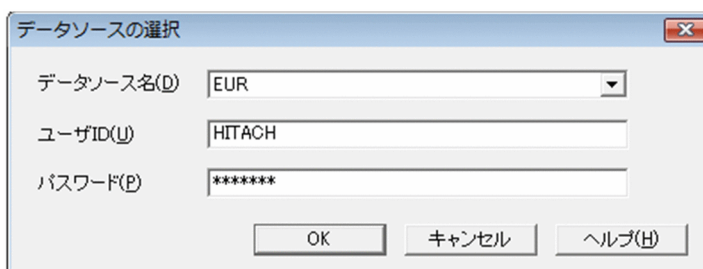 データソースの選択
データソース名(D) EUR
ユーザID(U) HITACH
パスワード(P) *******
OK キャンセル ヘルプ(H)